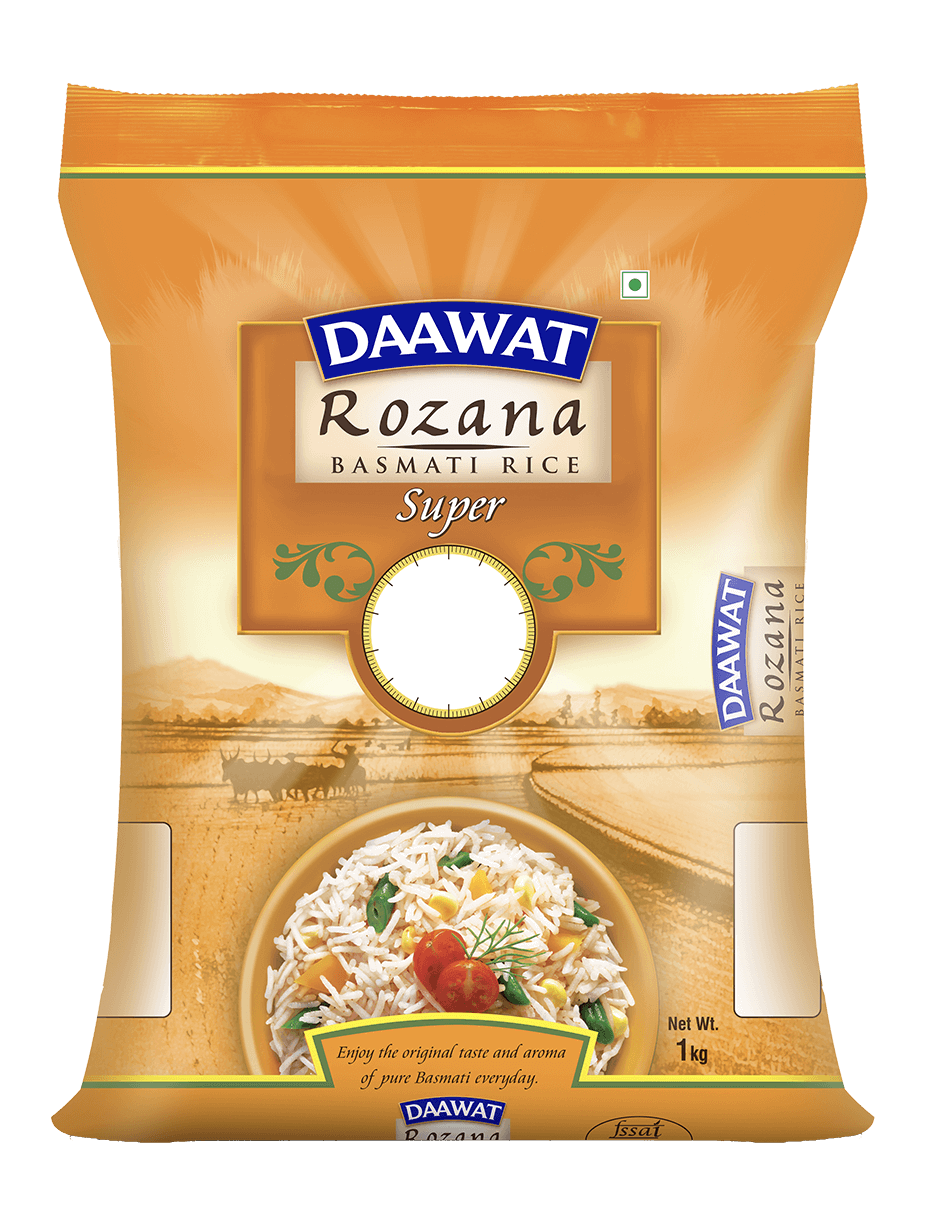 DAAWAT
Rozana
BASMATI RICE
Super
DAAWAT
Rozana
BASMATI RICE
Net Wt.
1kg
Enjoy the original taste and aroma
of pure Basmati everyday.
DAAWAT
Rozana
fssai